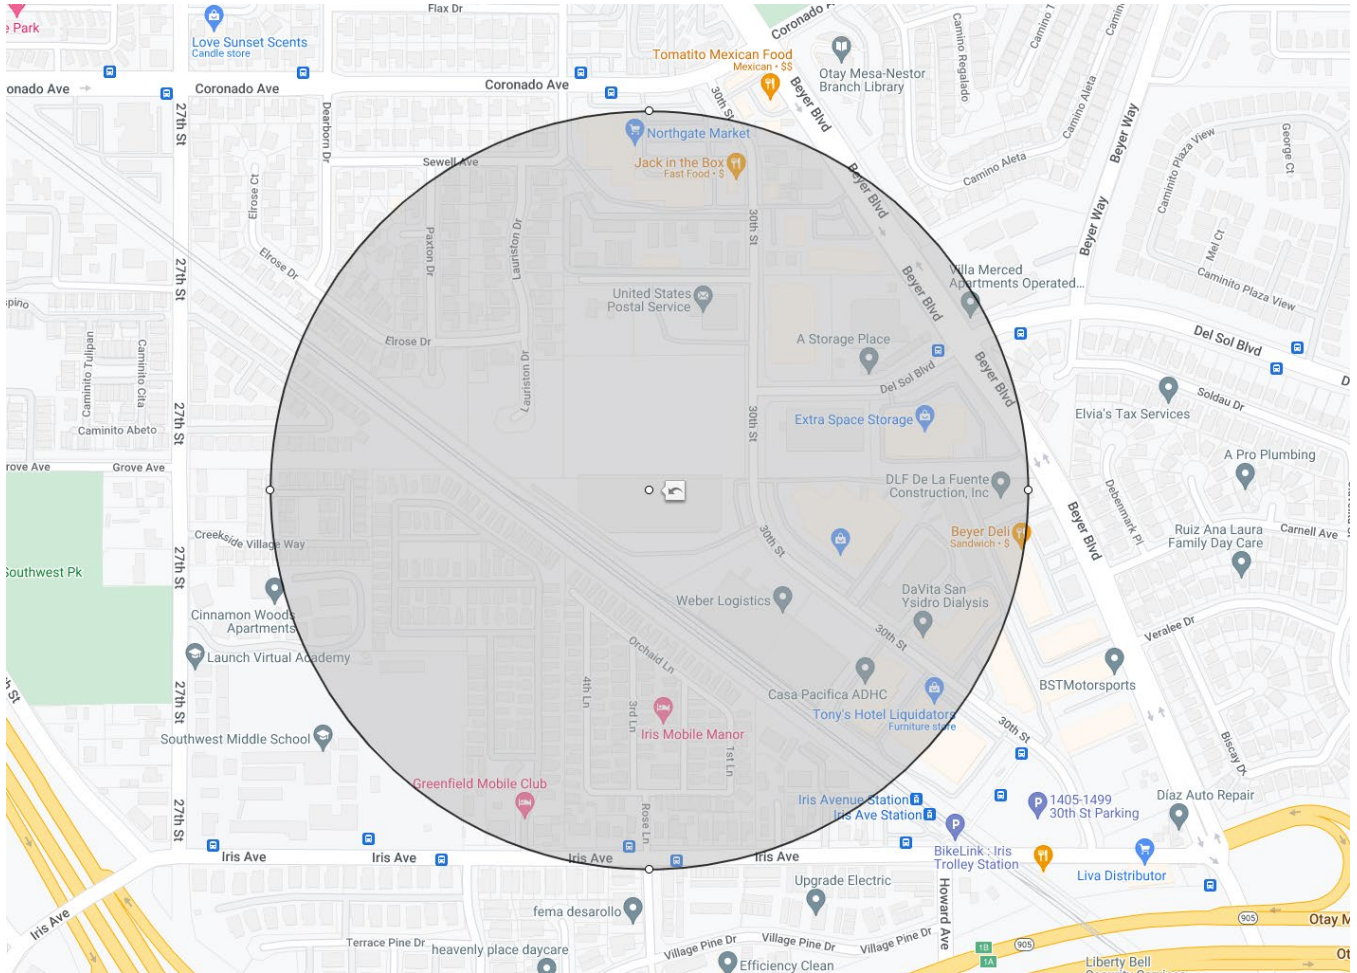 Flax Dr
Coronado A
e Park
Love Sunset Scents
Candle store
Tomatito Mexican Food
Mexican • $$
Otay Mesa-Nestor
Branch Library
Camino Regalado
Camino T
Camin
Camino Aleta
onado Ave
Coronado Ave
Coronado Ave
27th St
Dearborn Dr
30th St
Beyer Blvd
Beyer Way
Camino Plaza View
George Ct
Northgate Market
Sewell Ave
Jack in the Box
Fast Food • $
Camino Aleta
Beyer Blvd
Elrose Ct
Paxton Dr
Lauriston Dr
30th St
Beyer Way
Mel Ct
27th St
Elrose Dr
Beyer Blvd
Villa Merced
Apartments Operated...
Caminito Plaza View
United States
Postal Service
spino
Caminito Tulipan
Caminito Cita
Elrose Dr
A Storage Place
Del Sol Blvd
Del Sol Blvd
Beyer Blvd
D
Lauriston Dr
Soldau Dr
27th St
Caminito Abeto
30th St
Extra Space Storage
Elvia's Tax Services
rove Ave
Grove Ave
A Pro Plumbing
DLF De La Fuente
Construction, Inc
Debenmark Pl
Beyer Blvd
Creekside Village Way
30th St
Beyer Deli
Sandwich • $
Ruiz Ana Laura
Family Day Care
Carnell Ave
Southwest Pk
27th St
Cinnamon Woods
Apartments
Weber Logistics
DaVita San
Ysidro Dialysis
Launch Virtual Academy
Orchaid Ln
30th St
Veralee Dr
h St
27th St
4th Ln
3rd Ln
Casa Pacifica ADHC
BSTMotorsports
Southwest Middle School
Iris Mobile Manor
Tony's Hotel Liquidators
Furniture store
30th St
1st Ln
Biscay Dr
Greenfield Mobile Club
27th St
Rose Ln
Iris Avenue Station
Iris Ave Station
1405-1499
30th St Parking
Díaz Auto Repair
Iris Ave
Iris Ave
Iris Ave
Iris Ave
BikeLink : Iris
Trolley Station
Liva Distributor
Upgrade Electric
Howard Ave
fema desarollo
Iris Ave
905
Otay M
Terrace Pine Dr
heavenly place daycare
Village Pine Dr
Village Pine Dr
Village Pine Dr
1B
1A
905
Ot
Efficiency Clean
Liberty Bell